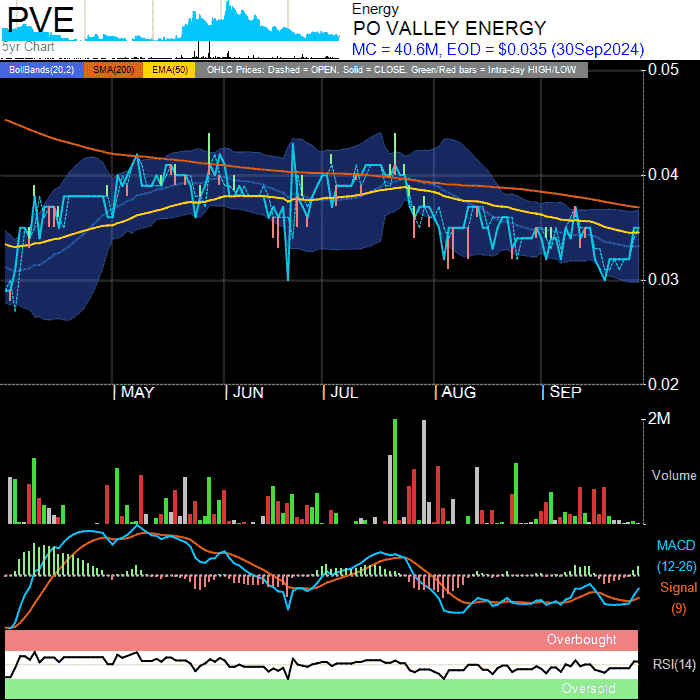 PVE
5yr Chart
Energy
PO VALLEY ENERGY
MC = 40.6M, EOD = $0.035 (30Sep2024)
BollBands(20,2) SMA(200) EMA(50) OHLC Prices: Dashed = OPEN, Solid = CLOSE, Green/Red bars = Intra-day HIGH/LOW
0.05
0.04
0.03
0.02
MAY JUN JUL AUG SEP
2M
Volume
MACD
(12-26)
Signal
(9)
Overbought
RSI(14)
Oversold